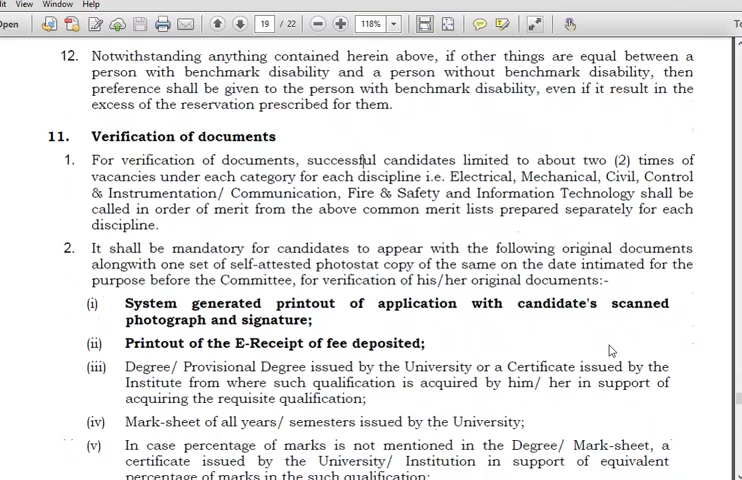 View
Window
Help
Open
19 / 22
118%
12. Notwithstanding anything contained herein above, if other things are equal between a
person with benchmark disability and a person without benchmark disability, then
preference shall be given to the person with benchmark disability, even if it result in the
excess of the reservation prescribed for them.
11. Verification of documents
1. For verification of documents, successful candidates limited to about two (2) times of
vacancies under each category for each discipline i.e. Electrical, Mechanical, Civil, Control
& Instrumentation/ Communication, Fire & Safety and Information Technology shall be
called in order of merit from the above common merit lists prepared separately for each
discipline.
2. It shall be mandatory for candidates to appear with the following original documents
alongwith one set of self-attested photostat copy of the same on the date intimated for the
purpose before the Committee, for verification of his/her original documents:-
(i) System generated printout of application with candidate's scanned
photograph and signature;
(ii) Printout of the E-Receipt of fee deposited;
(iii) Degree/ Provisional Degree issued by the University or a Certificate issued by the
Institute from where such qualification is acquired by him/ her in support of
acquiring the requisite qualification;
(iv) Mark-sheet of all years/ semesters issued by the University;
(v) In case percentage of marks is not mentioned in the Degree/ Mark-sheet, a
certificate issued by the University/ Institution in support of equivalent
percentage of marks in the such qualification;